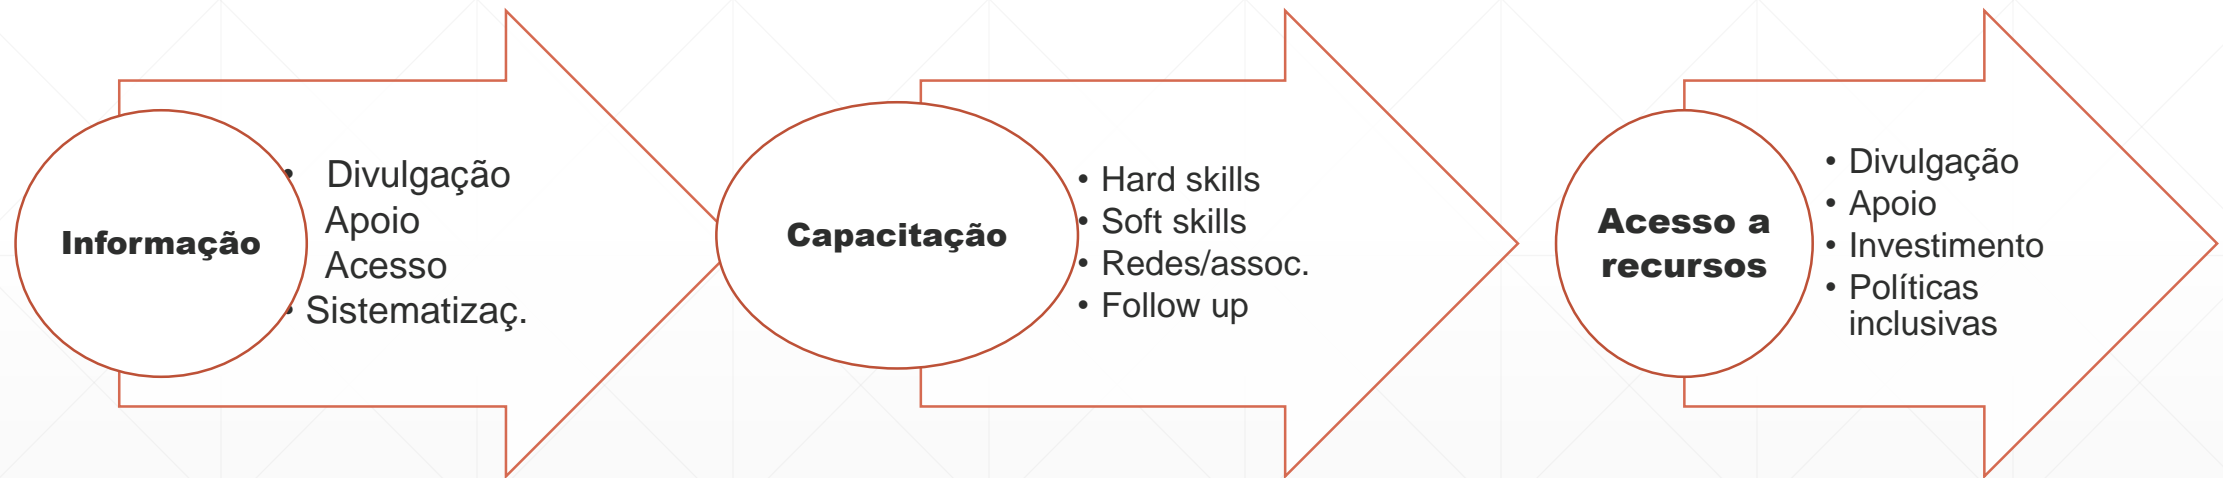 Informação
• Divulgação
Apoio
Acesso
• Sistematizaç.
Capacitação
• Hard skills
• Soft skills
• Redes/assoc.
• Follow up
Acesso a
recursos
• Divulgação
• Apoio
• Investimento
• Políticas
inclusivas